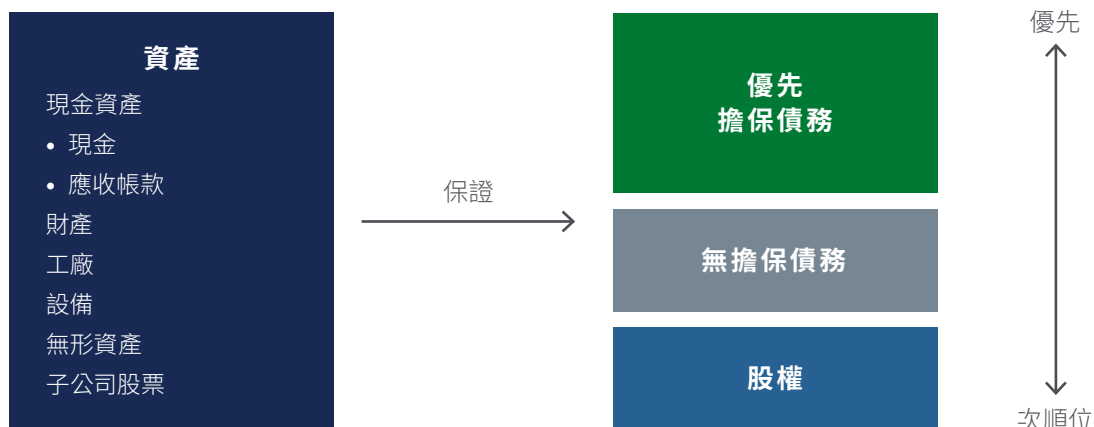 資產
現金資產
• 現金
• 應收帳款
財產
工廠
設備
無形資產
子公司股票
保證
優先
擔保債務
無擔保債務
股權
優先
次順位